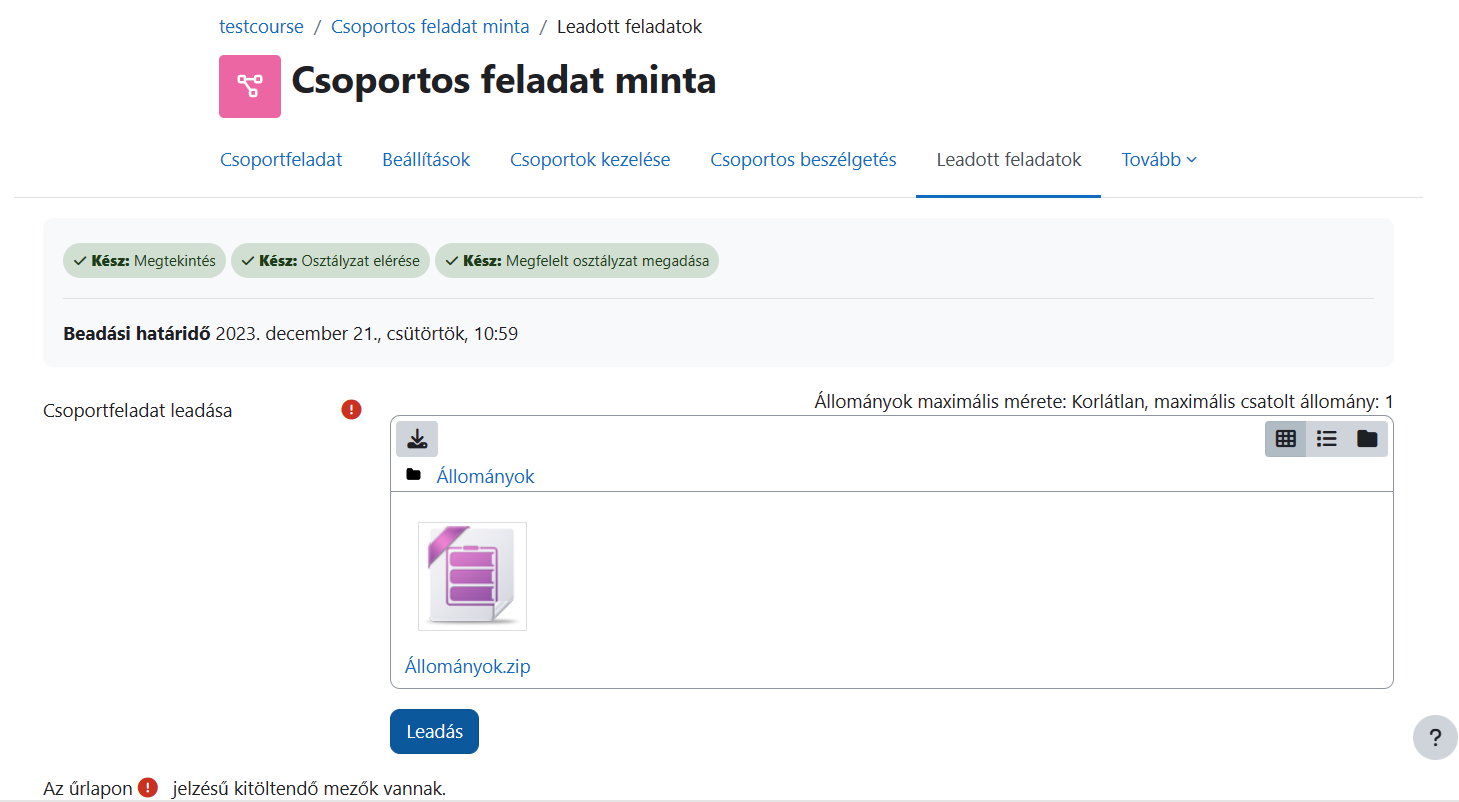 testcourse / Csoportos feladat minta / Leadott feladatok
Csoportos feladat minta
Csoportfeladat Beállítások Csoportok kezelése Csoportos beszélgetés Leadott feladatok Tovább
Kész: Megtekintés Kész: Osztályzat elérése Kész: Megfelelt osztályzat megadása
Beadási határidő 2023. december 21., csütörtök, 10:59
Állományok maximális mérete: Korlátlan, maximális csatolt állomány: 1
Csoportfeladat leadása
Állományok
Állományok.zip
Leadás
?
Az űrlapon ! jelzésű kitöltendő mezők vannak.